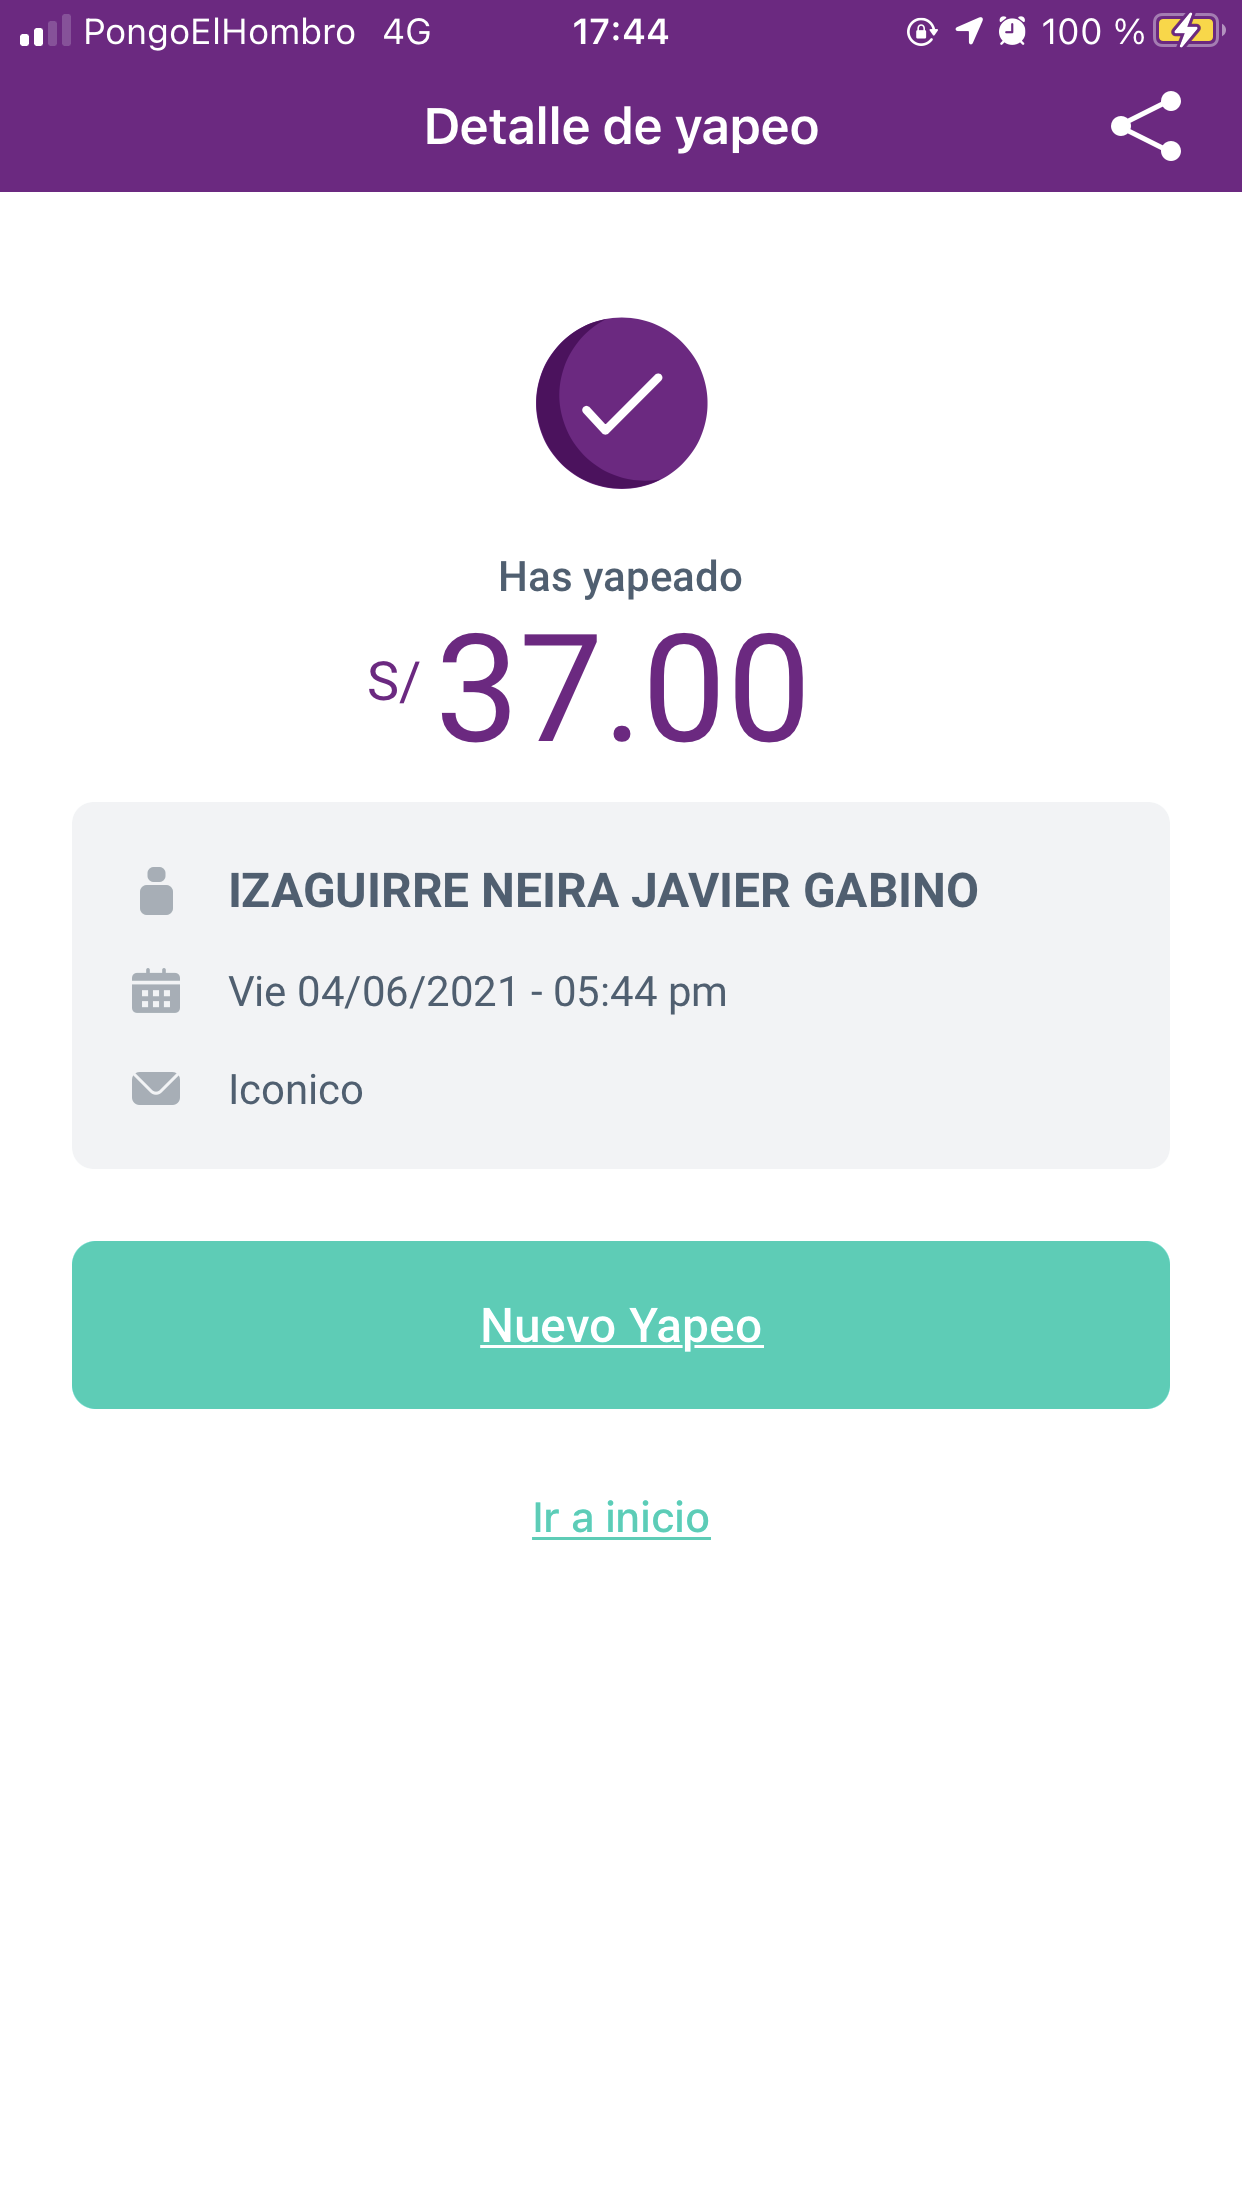 PongoElHombro 4G 17:44 100 %
Detalle de yapeo
Has yapeado
S/ 37.00
IZAGUIRRE NEIRA JAVIER GABINO
Vie 04/06/2021 - 05:44 pm
Iconico
Nuevo Yapeo
Ir a inicio